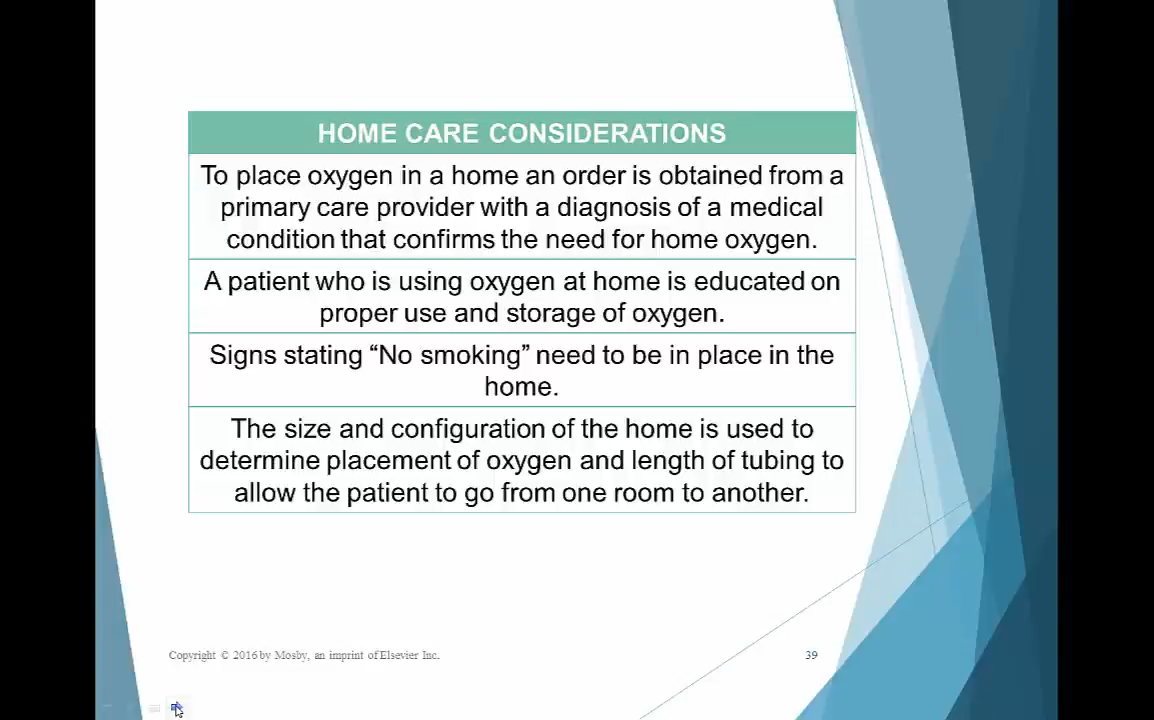 HOME CARE CONSIDERATIONS
To place oxygen in a home an order is obtained from a
primary care provider with a diagnosis of a medical
condition that confirms the need for home oxygen.
A patient who is using oxygen at home is educated on
proper use and storage of oxygen.
Signs stating “No smoking” need to be in place in the
home.
The size and configuration of the home is used to
determine placement of oxygen and length of tubing to
allow the patient to go from one room to another.
Copyright © 2016 by Mosby, an imprint of Elsevier Inc.
39